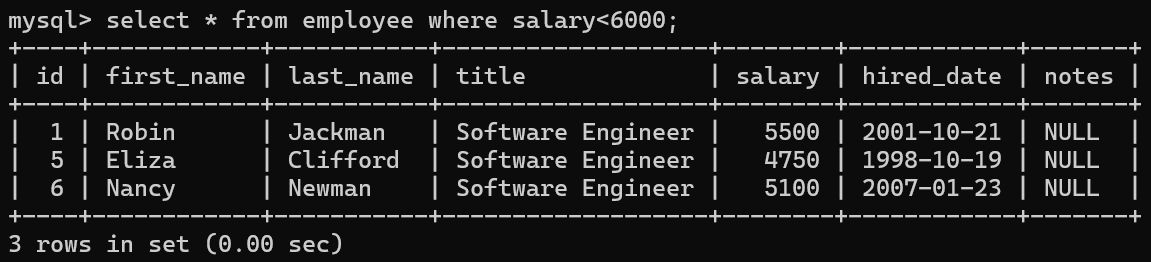 mysql> select * from employee where salary<6000;
+----+------------+-----------+-------------------+--------+------------+-------+
| id | first_name | last_name | title             | salary | hired_date | notes |
+----+------------+-----------+-------------------+--------+------------+-------+
|  1 | Robin      | Jackman   | Software Engineer |   5500 | 2001-10-21 | NULL  |
|  5 | Eliza      | Clifford  | Software Engineer |   4750 | 1998-10-19 | NULL  |
|  6 | Nancy      | Newman    | Software Engineer |   5100 | 2007-01-23 | NULL  |
+----+------------+-----------+-------------------+--------+------------+-------+
3 rows in set (0.00 sec)